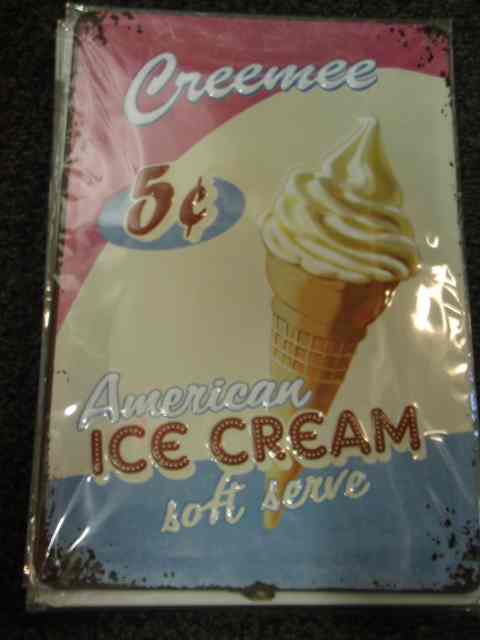 Creemee
5¢
American
ICE CREAM
soft serve